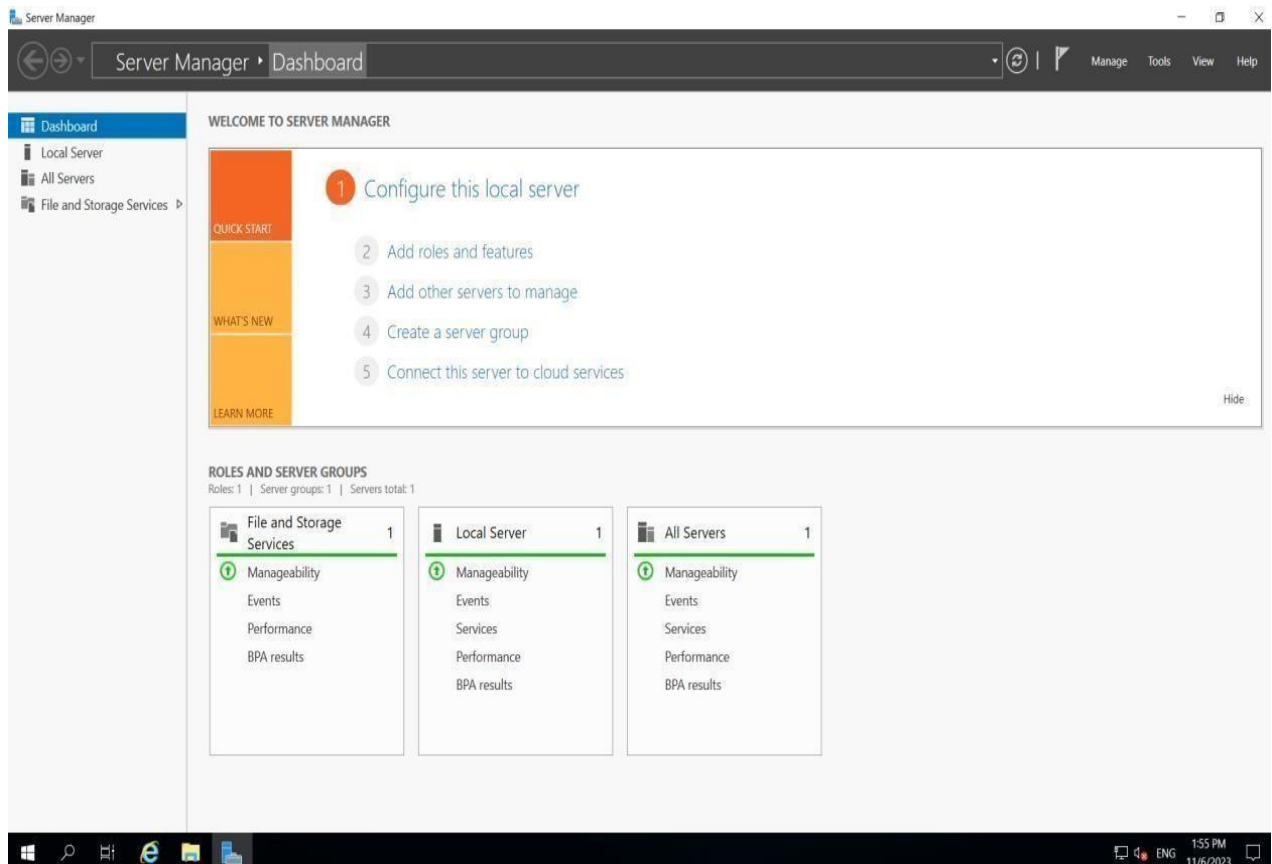 Server Manager
Server Manager • Dashboard
Manage Tools View Help
Dashboard
Local Server
All Servers
File and Storage Services
WELCOME TO SERVER MANAGER
QUICK START
WHAT'S NEW
LEARN MORE
1 Configure this local server
2 Add roles and features
3 Add other servers to manage
4 Create a server group
5 Connect this server to cloud services
Hide
ROLES AND SERVER GROUPS
Roles: 1 | Server groups: 1 | Servers total: 1
File and Storage
Services 1
Manageability
Events
Performance
BPA results
Local Server 1
Manageability
Events
Services
Performance
BPA results
All Servers 1
Manageability
Events
Services
Performance
BPA results
ENG
1:55 PM
11/6/2023